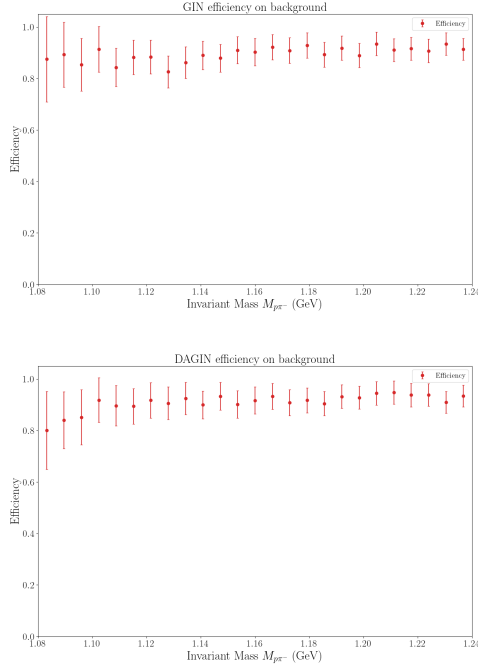 GIN efficiency on background
Efficiency
1.0
0.8
0.6
0.4
0.2
0.0
Efficiency
1.08 1.10 1.12 1.14 1.16 1.18 1.20 1.22 1.24
Invariant Mass M_{pπ⁻} (GeV)
DAGIN efficiency on background
Efficiency
1.0
0.8
0.6
0.4
0.2
0.0
Efficiency
1.08 1.10 1.12 1.14 1.16 1.18 1.20 1.22 1.24
Invariant Mass M_{pπ⁻} (GeV)